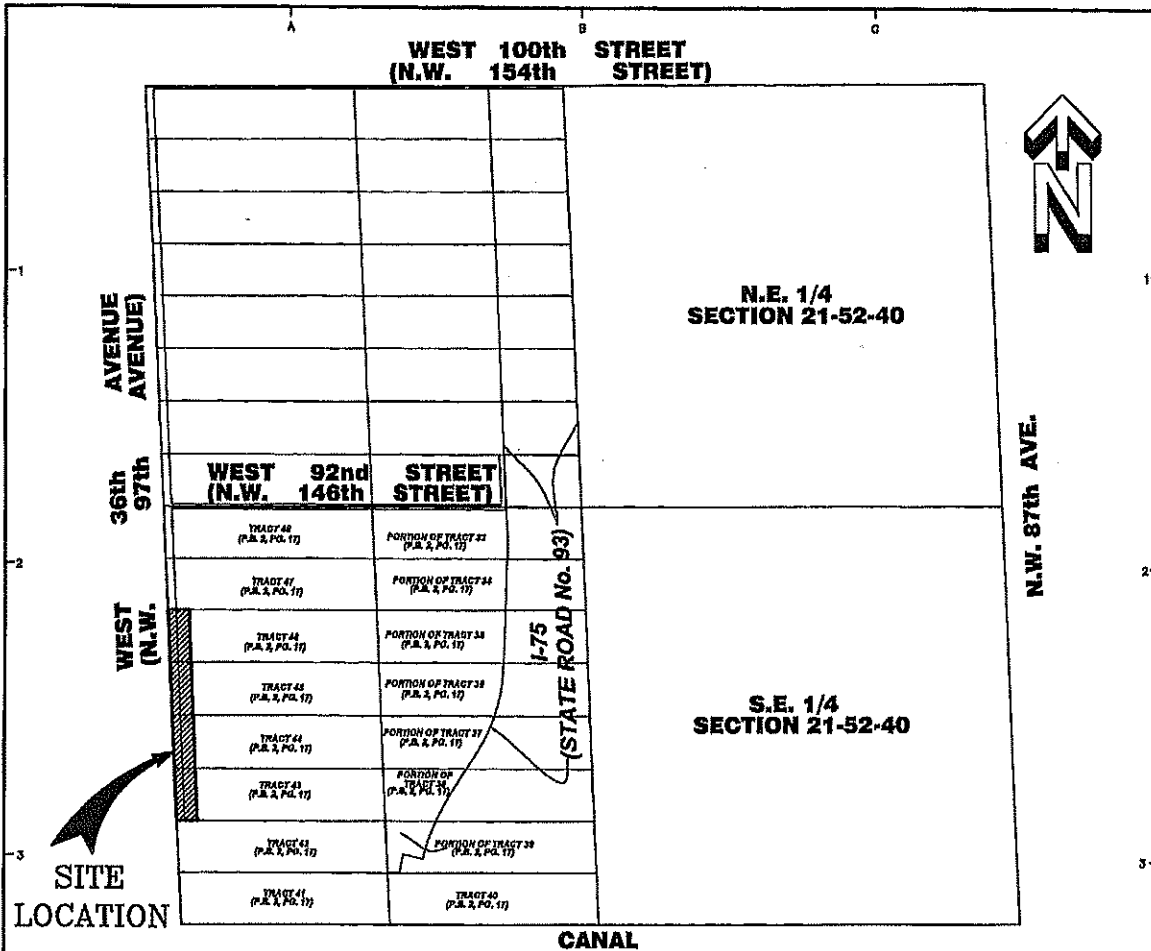 A B C
WEST 100th STREET
(N.W. 154th STREET)
N
1 1
N.E. 1/4
SECTION 21-52-40
WEST 36th AVENUE
(N.W. 97th AVENUE)
N.W. 87th AVE.
WEST 92nd STREET
(N.W. 146th STREET)
2 2
TRACT 48
(P.B. 2, PG. 17)
PORTION OF TRACT 33
(P.B. 2, PG. 17)
TRACT 47
(P.B. 2, PG. 17)
PORTION OF TRACT 34
(P.B. 2, PG. 17)
TRACT 46
(P.B. 2, PG. 17)
PORTION OF TRACT
(P.B. 2, PG. 17)
TRACT 45
(P.B. 2, PG. 17)
PORTION OF TRACT
(P.B. 2, PG. 17)
TRACT 44
(P.B. 2, PG. 17)
PORTION OF TRACT 37
(P.B. 2, PG. 17)
TRACT 43
(P.B. 2, PG. 17)
PORTION OF
TRACT
(P.B. 2, PG. 17)
TRACT 42
(P.B. 2, PG. 17)
PORTION OF TRACT
(P.B. 2, PG. 17)
TRACT 41
(P.B. 2, PG. 17)
TRACT 40
(P.B. 2, PG. 17)
I-75
(STATE ROAD No. 93)
S.E. 1/4
SECTION 21-52-40
3 3
SITE
LOCATION
CANAL